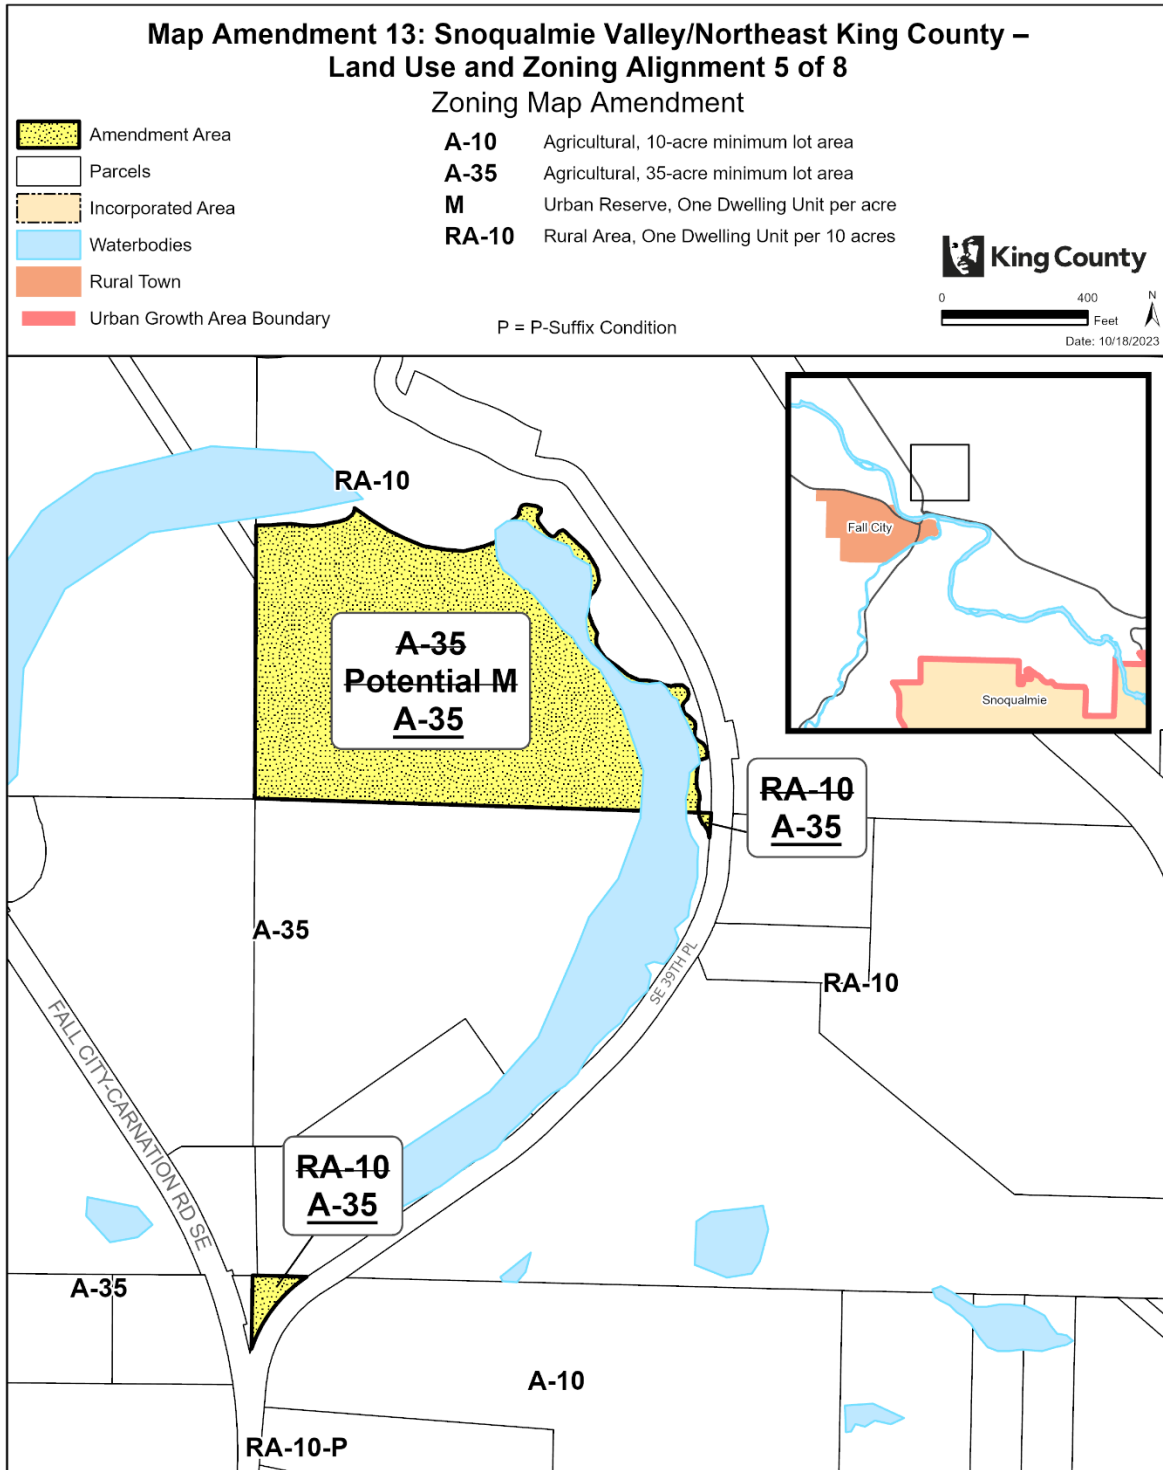 Map Amendment 13: Snoqualmie Valley/Northeast King County –
Land Use and Zoning Alignment 5 of 8
Zoning Map Amendment
Amendment Area
Parcels
Incorporated Area
Waterbodies
Rural Town
Urban Growth Area Boundary
A-10 Agricultural, 10-acre minimum lot area
A-35 Agricultural, 35-acre minimum lot area
M Urban Reserve, One Dwelling Unit per acre
RA-10 Rural Area, One Dwelling Unit per 10 acres
P = P-Suffix Condition
King County
0 400
Feet
N
Date: 10/18/2023
Fall City
Snoqualmie
RA-10
A-35
Potential M
A-35
RA-10
A-35
A-35
RA-10
SE 39TH PL
FALL CITY-CARNATION RD SE
RA-10
A-35
A-35
A-10
RA-10-P